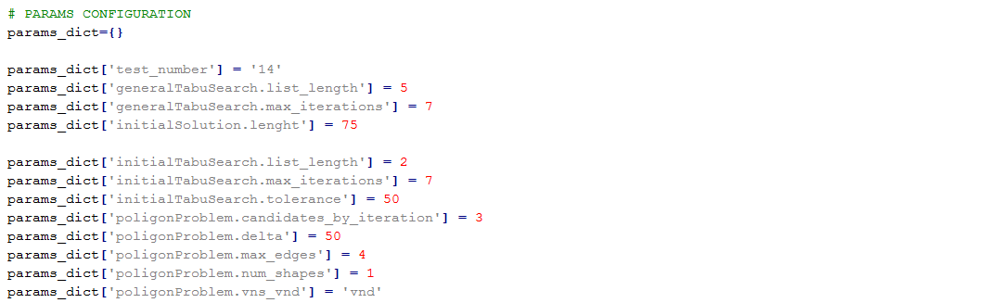 # PARAMS CONFIGURATION
params_dict={}
params_dict['test_number'] = '14'
params_dict['generalTabuSearch.list_length'] = 5
params_dict['generalTabuSearch.max_iterations'] = 7
params_dict['initialSolution.lenght'] = 75
params_dict['initialTabuSearch.list_length'] = 2
params_dict['initialTabuSearch.max_iterations'] = 7
params_dict['initialTabuSearch.tolerance'] = 50
params_dict['poligonProblem.candidates_by_iteration'] = 3
params_dict['poligonProblem.delta'] = 50
params_dict['poligonProblem.max_edges'] = 4
params_dict['poligonProblem.num_shapes'] = 1
params_dict['poligonProblem.vns_vnd'] = 'vnd'